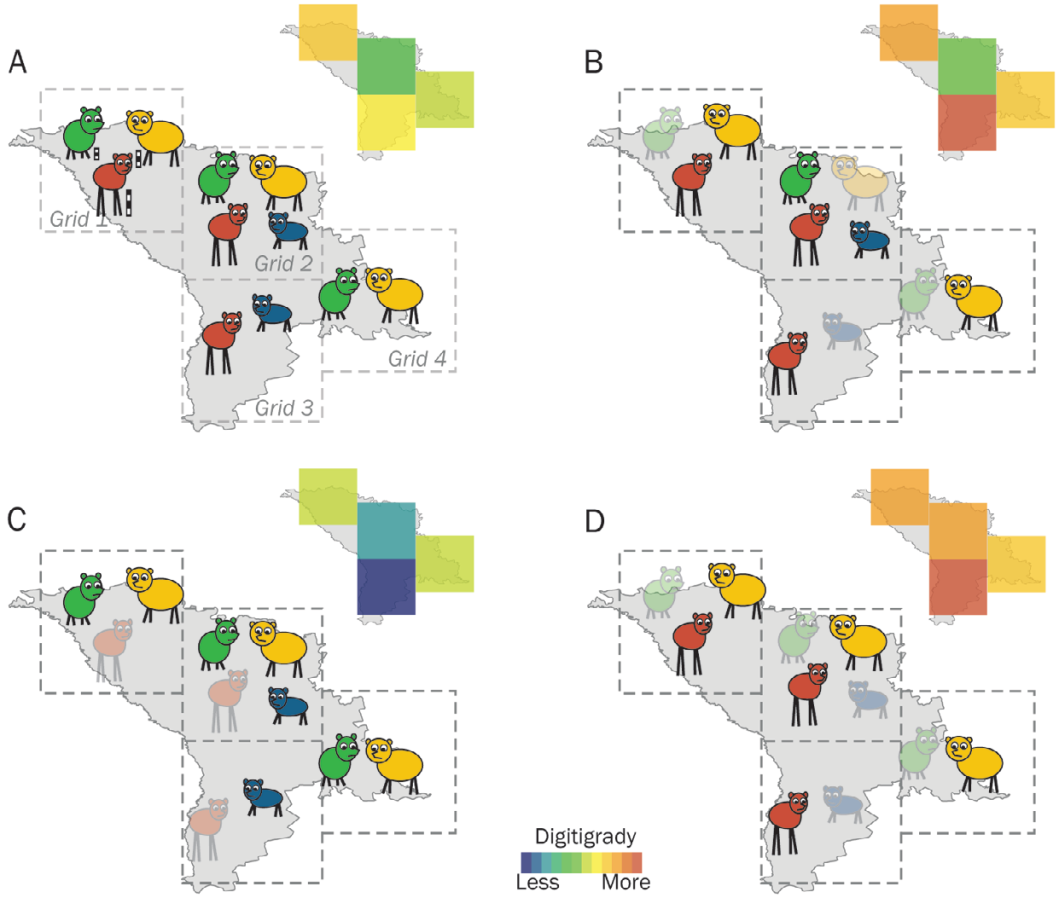 A
B
Grid 1
Grid 2
Grid 4
Grid 3
C
D
Digitigrady
Less More